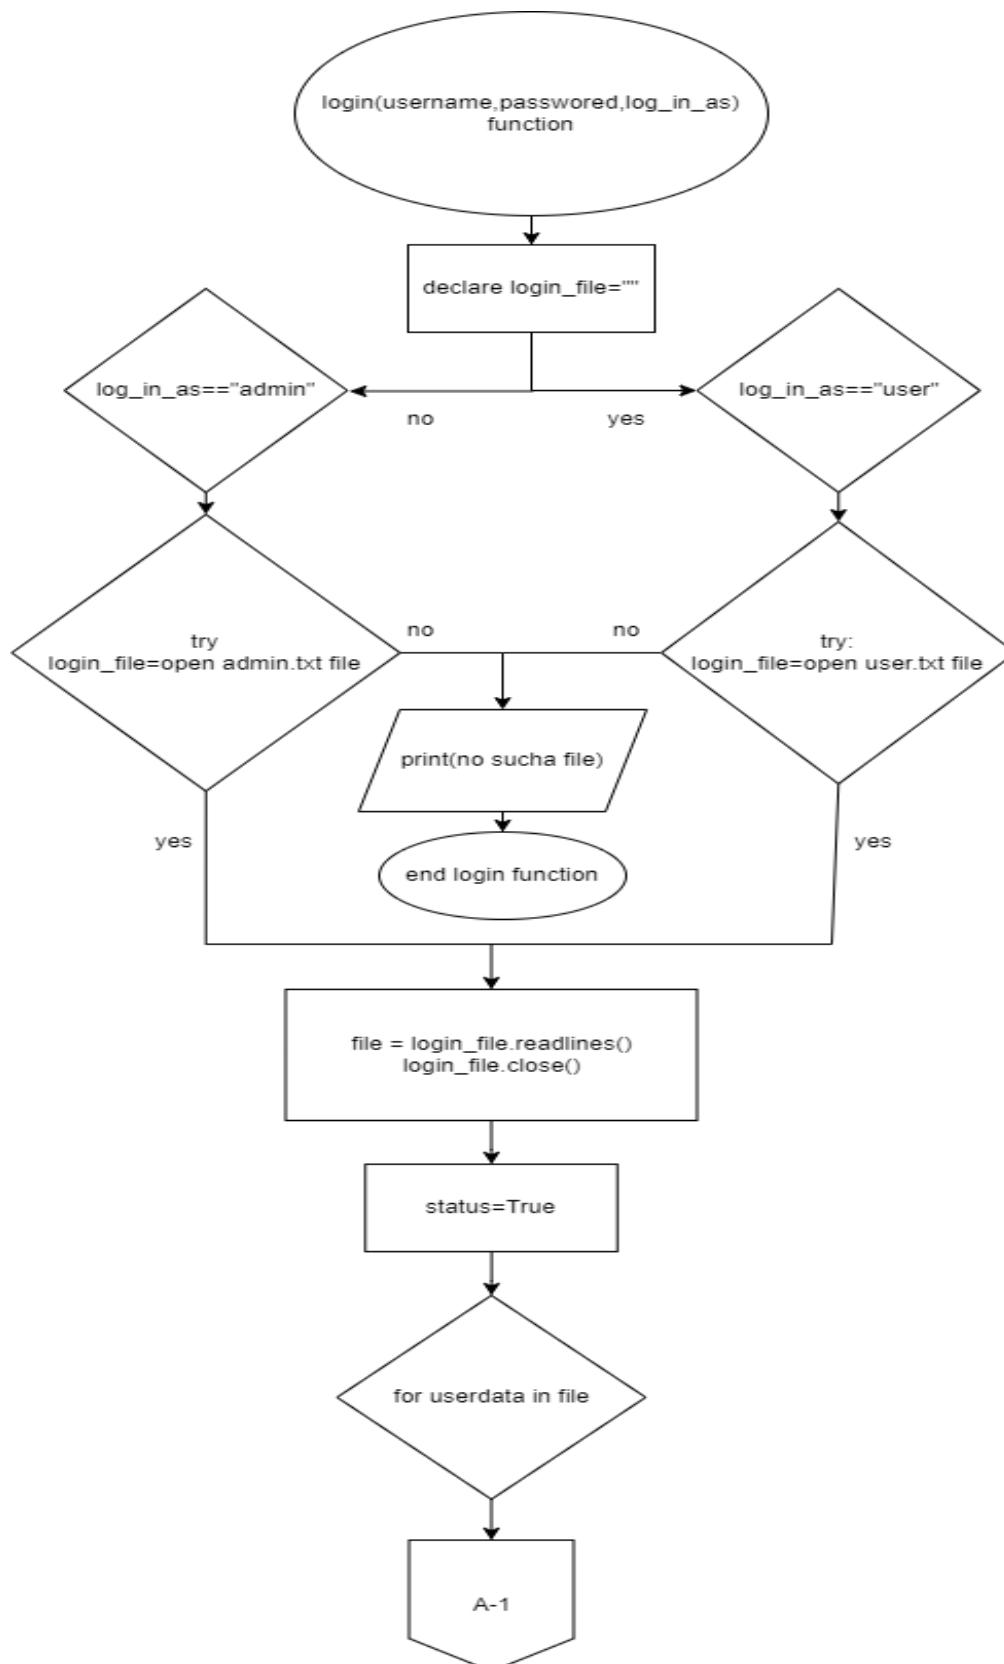 login(username,passwored,log_in_as)
function
declare login_file=""
log_in_as=="admin"
log_in_as=="user"
no
yes
try
login_file=open admin.txt file
no
no
try:
login_file=open user.txt file
print(no sucha file)
yes
yes
end login function
file = login_file.readlines()
login_file.close()
status=True
for userdata in file
A-1